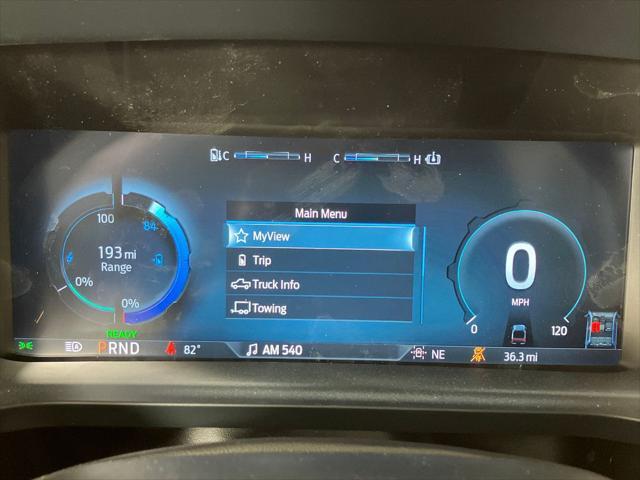 C H C H
Main Menu
MyView
Trip
Truck Info
Towing
100 84
193 mi
Range
0% 0%
READY
0
MPH
0 120
PRND 82° AM 540 NE 36.3 mi